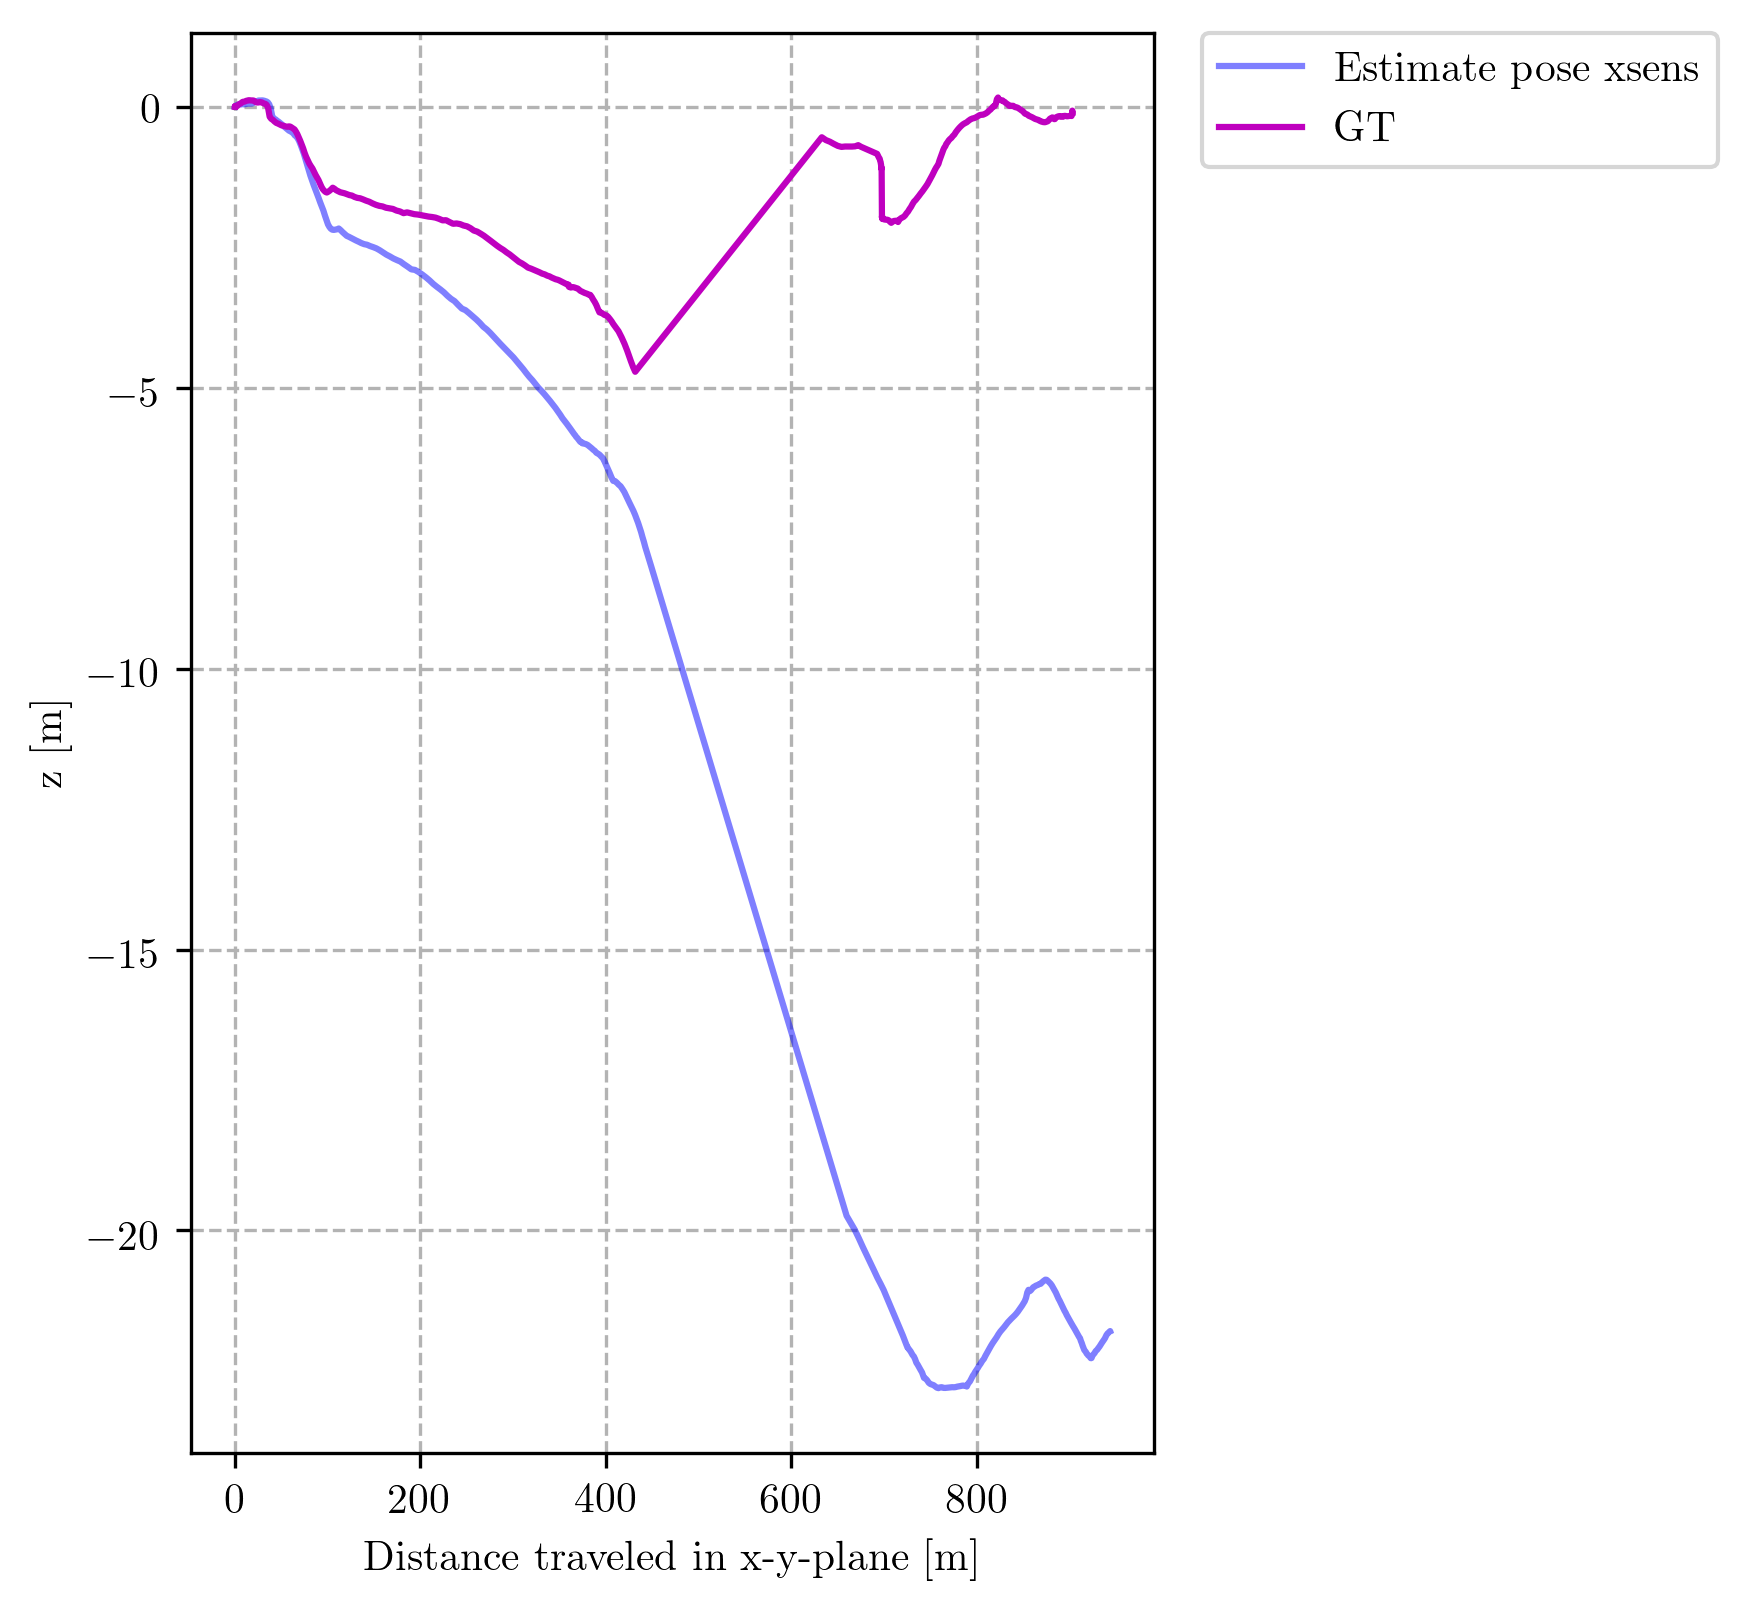 Estimate pose xsens
GT
0
−5
−10
−15
−20
z [m]
0 200 400 600 800
Distance traveled in x-y-plane [m]